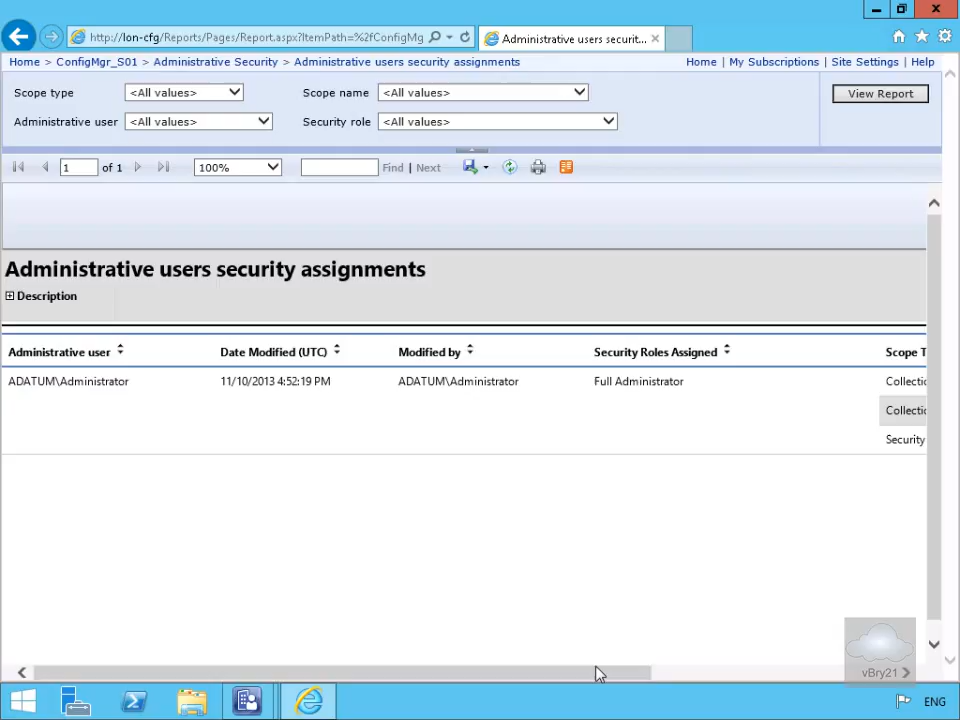 http://lon-cfg/Reports/Pages/Report.aspx?ItemPath=%2fConfigMg
Administrative users securit...
Home > ConfigMgr_S01 > Administrative Security > Administrative users security assignments
Home | My Subscriptions | Site Settings | Help
Scope type <All values> Scope name <All values> View Report
Administrative user <All values> Security role <All values>
1 of 1 100% Find | Next
Administrative users security assignments
Description
Administrative user Date Modified (UTC) Modified by Security Roles Assigned Scope T
ADATUM\Administrator 11/10/2013 4:52:19 PM ADATUM\Administrator Full Administrator Collectio
Collectio
Security
vBry21
ENG